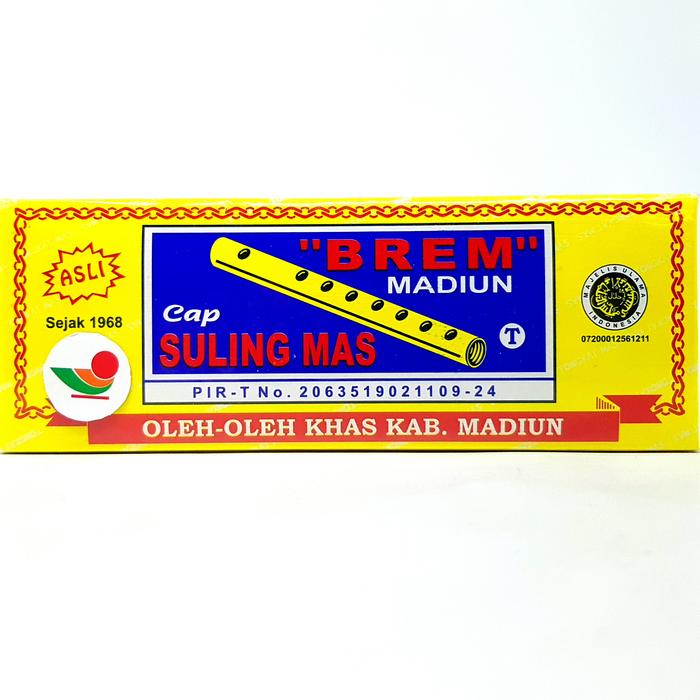 ASLI
Sejak 1968
"BREM"
MADIUN
Cap
SULING MAS
T
PIR-T No. 2063519021109-24
MAJELIS ULAMA
INDONESIA
07200012561211
OLEH-OLEH KHAS KAB. MADIUN